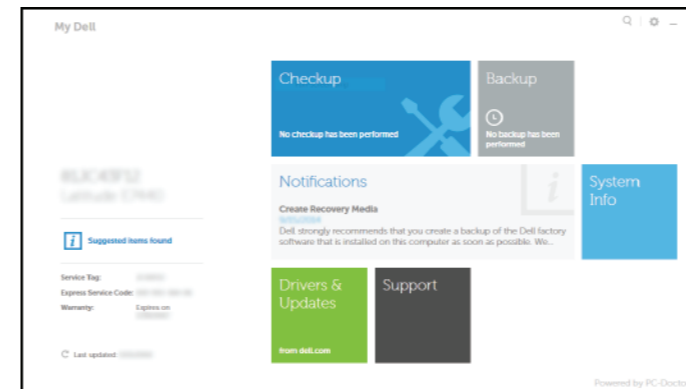 My Dell
Checkup
No checkup has been performed
Backup
No backup has been
performed
Suggested items found
Notifications
Create Recovery Media
Dell strongly recommends that you create a backup of the Dell factory
software that is installed on this computer as soon as possible. We...
System
Info
Service Tag:
Express Service Code:
Warranty:
Expires on:
Last updated:
Drivers &
Updates
from dell.com
Support
Powered by PC-Docto